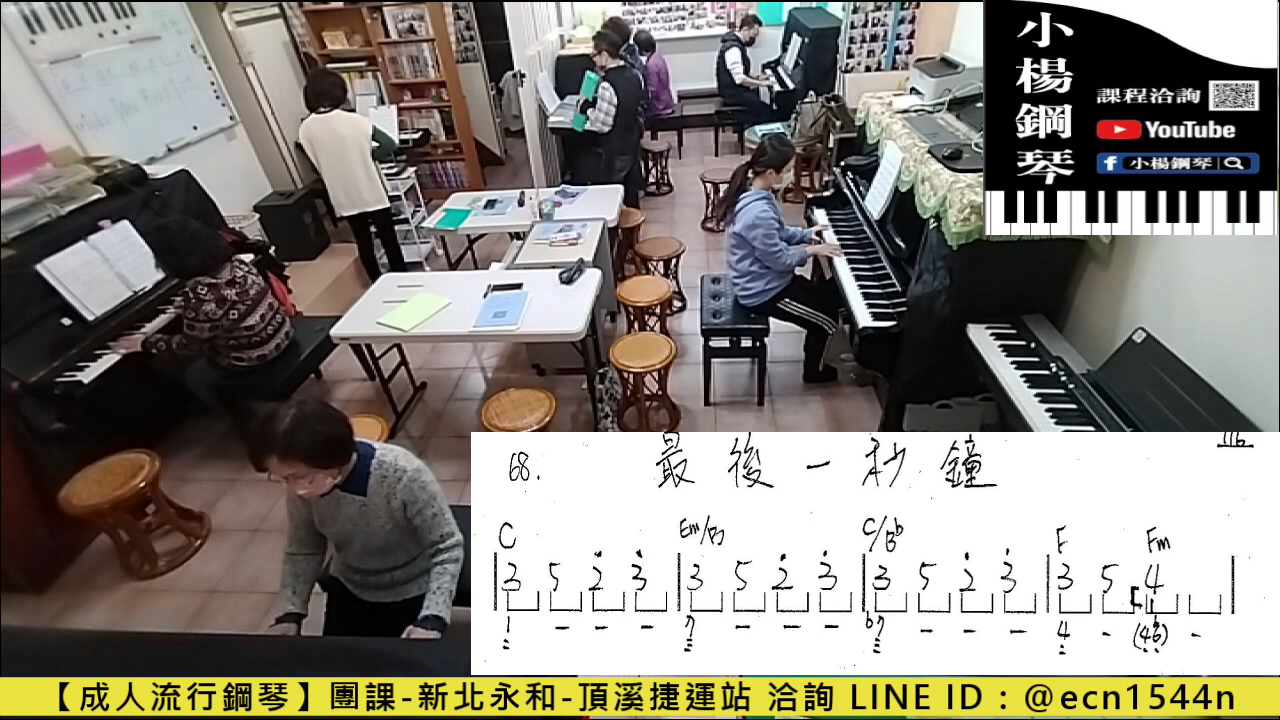 小楊鋼琴
課程洽詢
YouTube
小楊鋼琴
68. 最後一秒鐘
C Em/B C/Bb F Fm
3 5 2 3 3 5 2 3 3 5 2 3 3 5 4
1 - - - 7 - - - b7 - - - 4 - (46) -
【成人流行鋼琴】團課-新北永和-頂溪捷運站 洽詢 LINE ID：@ecn1544n